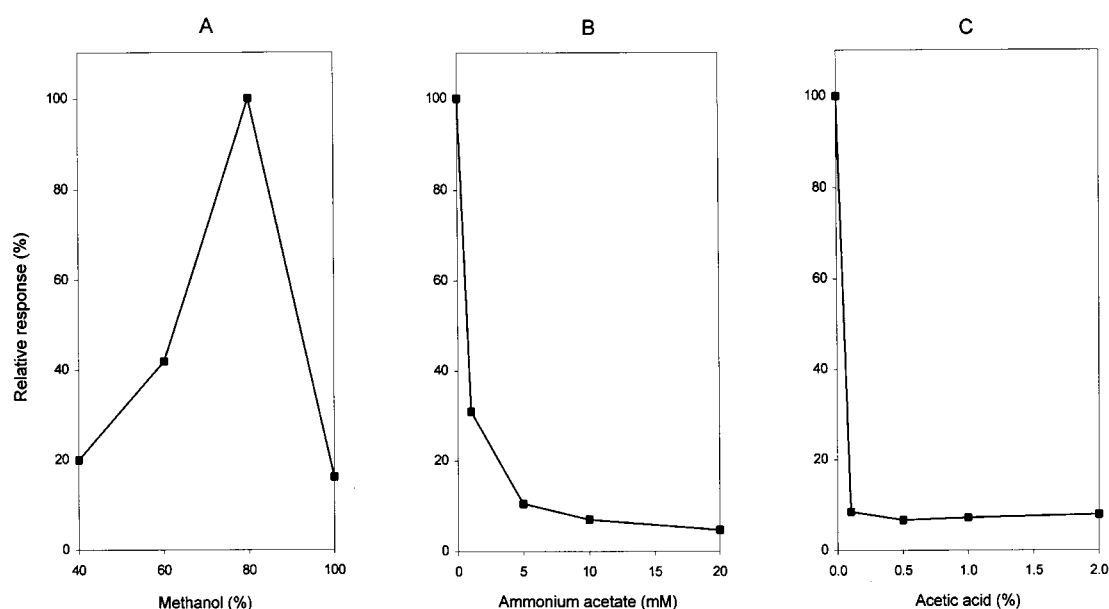 A
B
C
Relative response (%)
100
80
60
40
20
0
40 60 80 100
Methanol (%)
100
80
60
40
20
0
0 5 10 15 20
Ammonium acetate (mM)
100
80
60
40
20
0
0.0 0.5 1.0 1.5 2.0
Acetic acid (%)